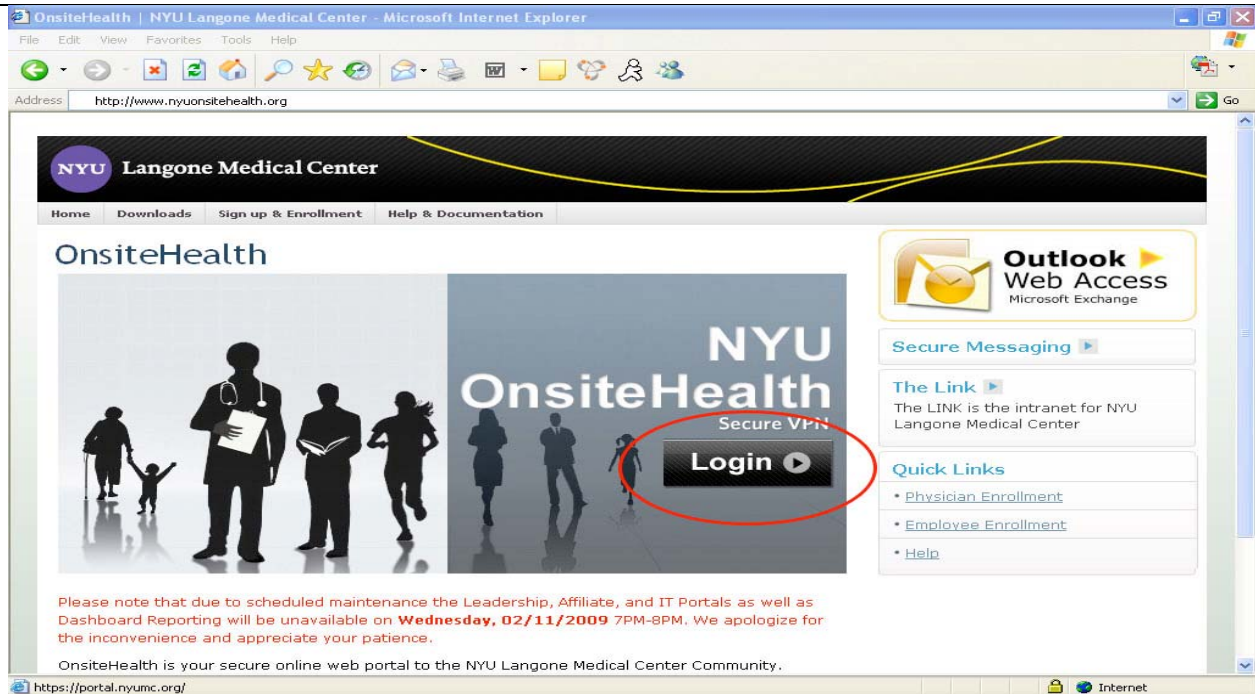 OnsiteHealth | NYU Langone Medical Center - Microsoft Internet Explorer
File Edit View Favorites Tools Help
Address http://www.nyuonsitehealth.org Go
NYU Langone Medical Center
Home Downloads Sign up & Enrollment Help & Documentation
OnsiteHealth
NYU
OnsiteHealth
Secure VPN
Login
Outlook
Web Access
Microsoft Exchange
Secure Messaging
The Link
The LINK is the intranet for NYU
Langone Medical Center
Quick Links
• Physician Enrollment
• Employee Enrollment
• Help
Please note that due to scheduled maintenance the Leadership, Affiliate, and IT Portals as well as
Dashboard Reporting will be unavailable on Wednesday, 02/11/2009 7PM-8PM. We apologize for
the inconvenience and appreciate your patience.
OnsiteHealth is your secure online web portal to the NYU Langone Medical Center Community.
https://portal.nyumc.org/ Internet